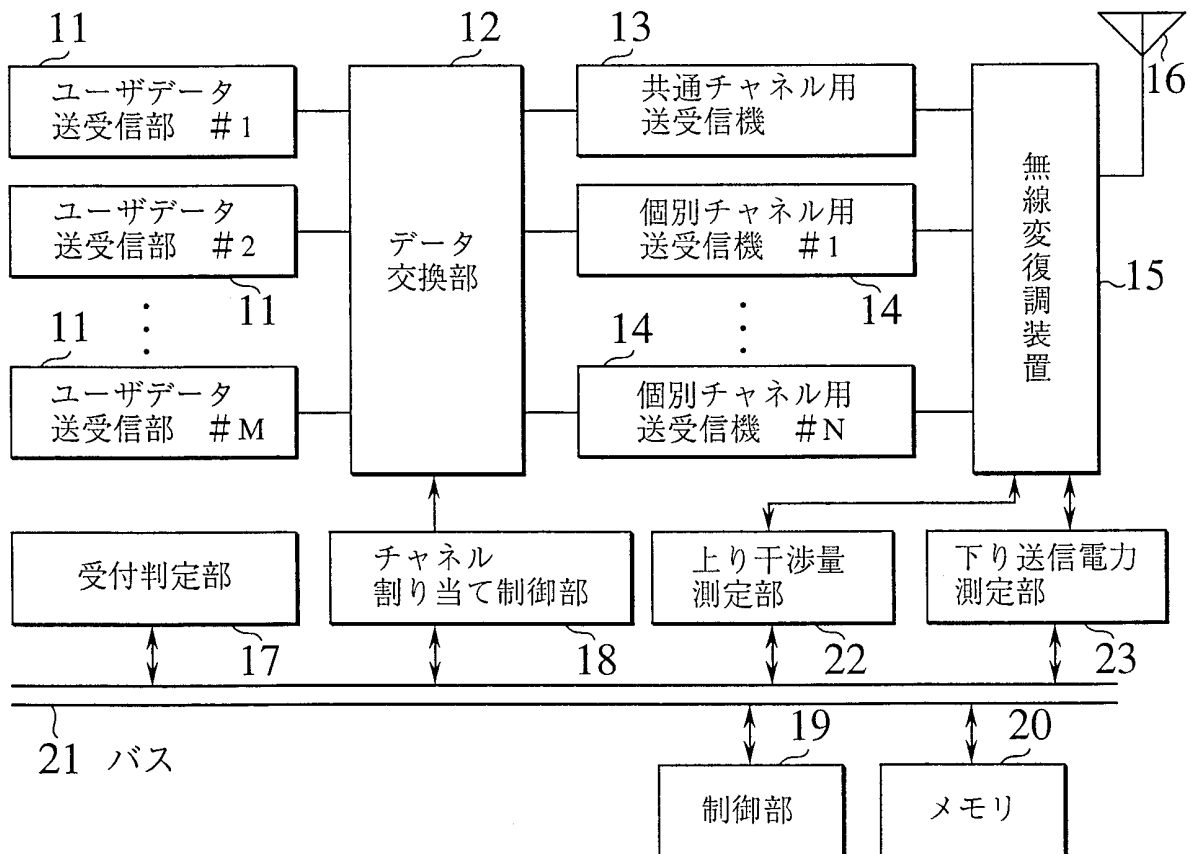 11
12
13
16
ユーザデータ
送受信部 #1
共通チャネル用
送受信機
ユーザデータ
送受信部 #2
11
データ
交換部
個別チャネル用
送受信機 #1
14
無線変復調装置
15
11
ユーザデータ
送受信部 #M
14
個別チャネル用
送受信機 #N
受付判定部
17
チャネル
割り当て制御部
18
上り干渉量
測定部
22
下り送信電力
測定部
23
21 バス
19
制御部
20
メモリ